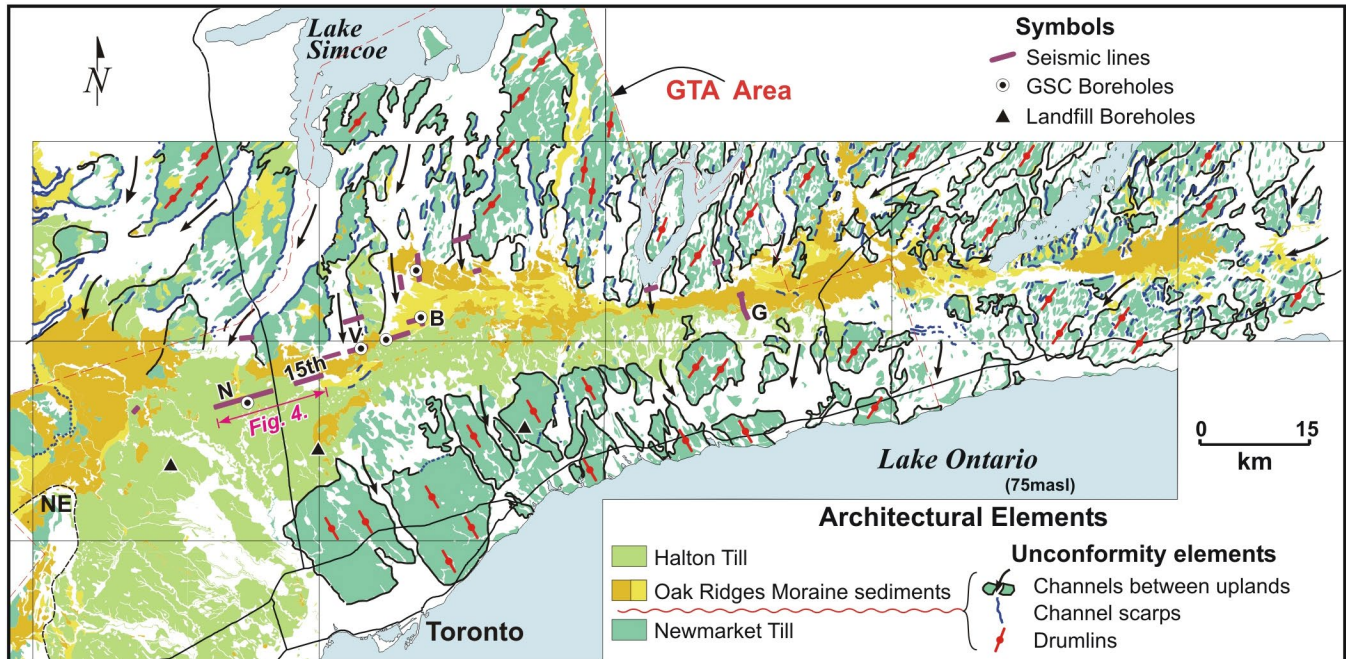 Lake
Simcoe
N
GTA Area
Symbols
Seismic lines
GSC Boreholes
Landfill Boreholes
B
V
G
15th
N
Fig. 4.
NE
Lake Ontario
(75masl)
0 15
km
Toronto
Architectural Elements
Halton Till
Oak Ridges Moraine sediments
Newmarket Till
Unconformity elements
Channels between uplands
Channel scarps
Drumlins